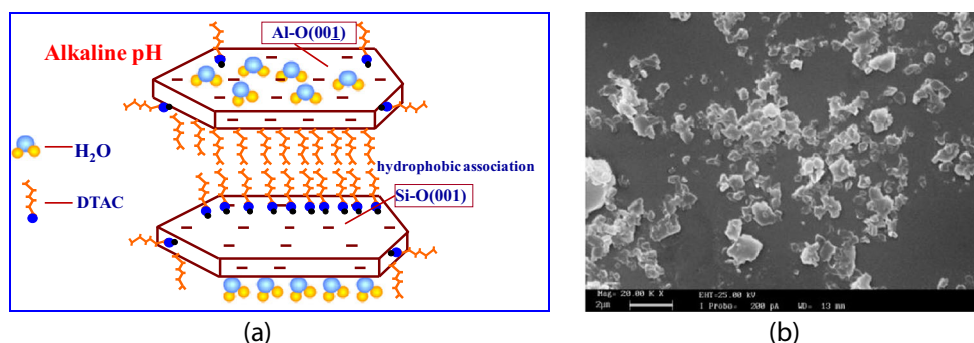 Alkaline pH
Al-O(001)
H2O
DTAC
hydrophobic association
Si-O(001)
Mag= 20.00 K X
EHT=25.00 kV
2μm
1 Probe= 200 pA
WD= 13 mm
(a)
(b)